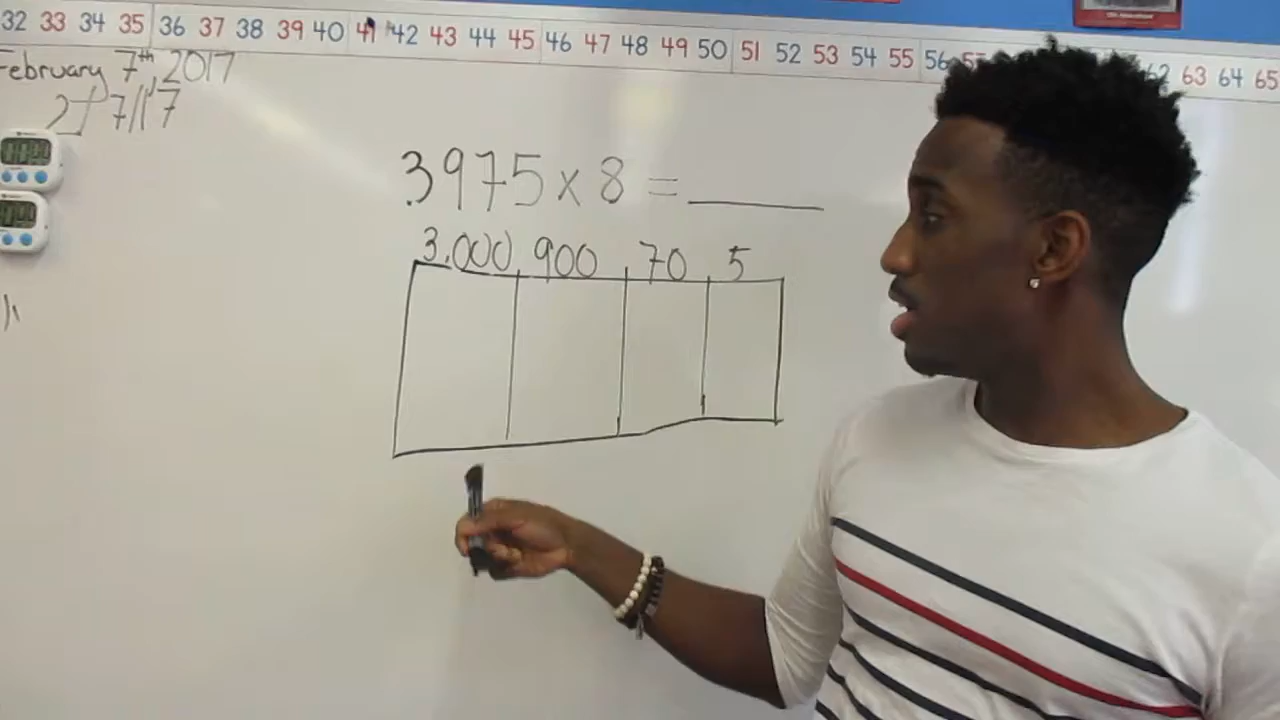 32 33 34 35 36 37 38 39 40 41 42 43 44 45 46 47 48 49 50 51 52 53 54 55 56 62 63 64 65
February 7th, 2017
2/7/17
3975 x 8 = ______
3.000 900 70 5